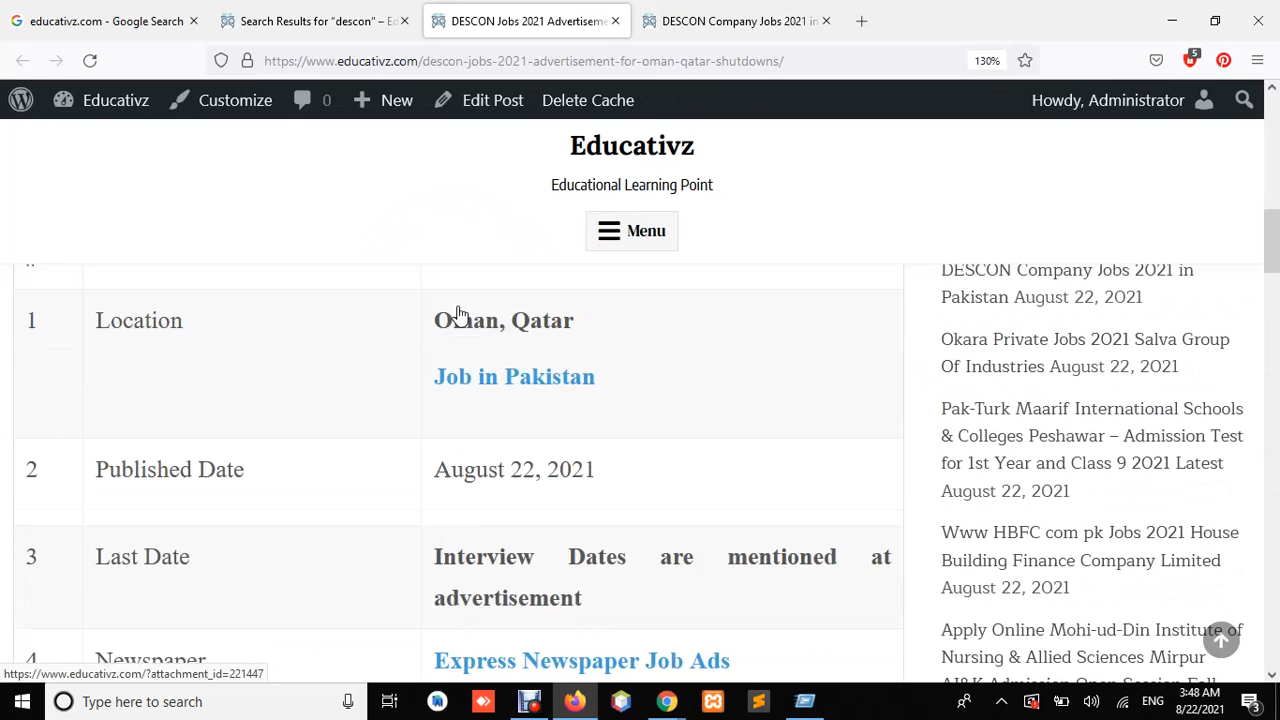 educativz.com - Google Search
Search Results for "descon" – Ed
DESCON Jobs 2021 Advertiseme
DESCON Company Jobs 2021 in
https://www.educativz.com/descon-jobs-2021-advertisement-for-oman-qatar-shutdowns/
130%
5
Educativz
Customize
0
New
Edit Post
Delete Cache
Howdy, Administrator
Educativz
Educational Learning Point
Menu
1
Location
Oman, Qatar
Job in Pakistan
2
Published Date
August 22, 2021
3
Last Date
Interview Dates are mentioned at
advertisement
4
Newspaper
Express Newspaper Job Ads
DESCON Company Jobs 2021 in
Pakistan August 22, 2021
Okara Private Jobs 2021 Salva Group
Of Industries August 22, 2021
Pak-Turk Maarif International Schools
& Colleges Peshawar – Admission Test
for 1st Year and Class 9 2021 Latest
August 22, 2021
Www HBFC com pk Jobs 2021 House
Building Finance Company Limited
August 22, 2021
Apply Online Mohi-ud-Din Institute of
Nursing & Allied Sciences Mirpur
AJ&K Admission Open Session Fall
https://www.educativz.com/?attachment_id=221447
Type here to search
ENG
3:48 AM
8/22/2021
3